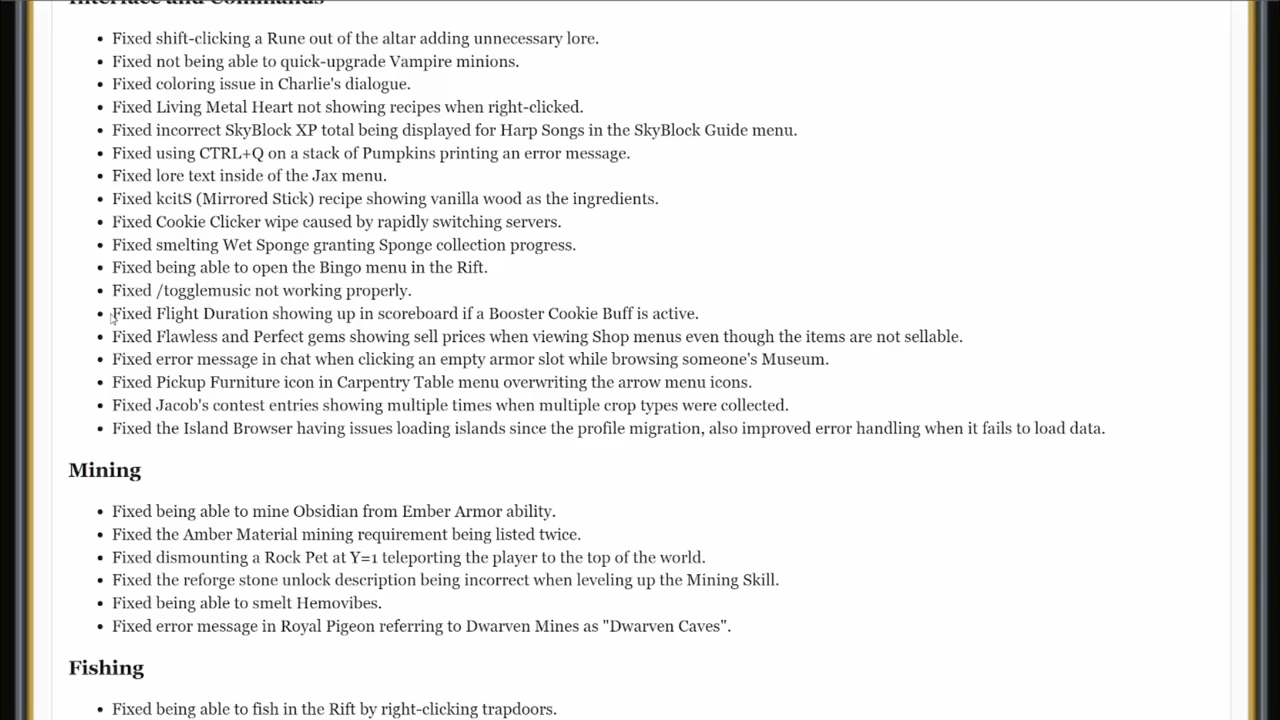 Interface and Commands
Fixed shift-clicking a Rune out of the altar adding unnecessary lore.
Fixed not being able to quick-upgrade Vampire minions.
Fixed coloring issue in Charlie's dialogue.
Fixed Living Metal Heart not showing recipes when right-clicked.
Fixed incorrect SkyBlock XP total being displayed for Harp Songs in the SkyBlock Guide menu.
Fixed using CTRL+Q on a stack of Pumpkins printing an error message.
Fixed lore text inside of the Jax menu.
Fixed kcitS (Mirrored Stick) recipe showing vanilla wood as the ingredients.
Fixed Cookie Clicker wipe caused by rapidly switching servers.
Fixed smelting Wet Sponge granting Sponge collection progress.
Fixed being able to open the Bingo menu in the Rift.
Fixed /togglemusic not working properly.
Fixed Flight Duration showing up in scoreboard if a Booster Cookie Buff is active.
Fixed Flawless and Perfect gems showing sell prices when viewing Shop menus even though the items are not sellable.
Fixed error message in chat when clicking an empty armor slot while browsing someone's Museum.
Fixed Pickup Furniture icon in Carpentry Table menu overwriting the arrow menu icons.
Fixed Jacob's contest entries showing multiple times when multiple crop types were collected.
Fixed the Island Browser having issues loading islands since the profile migration, also improved error handling when it fails to load data.
Mining
Fixed being able to mine Obsidian from Ember Armor ability.
Fixed the Amber Material mining requirement being listed twice.
Fixed dismounting a Rock Pet at Y=1 teleporting the player to the top of the world.
Fixed the reforge stone unlock description being incorrect when leveling up the Mining Skill.
Fixed being able to smelt Hemovibes.
Fixed error message in Royal Pigeon referring to Dwarven Mines as "Dwarven Caves".
Fishing
Fixed being able to fish in the Rift by right-clicking trapdoors.